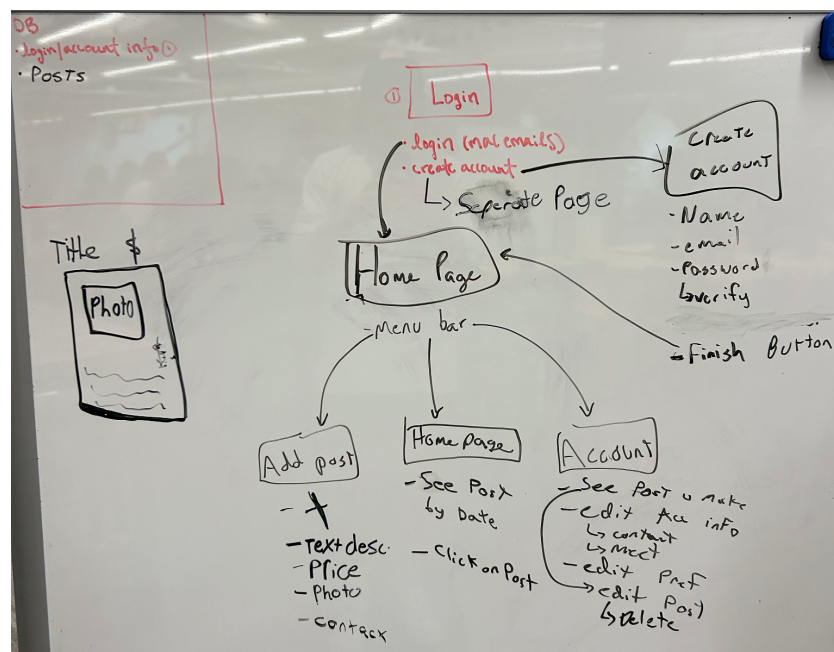 DB
· login/account info ①
· Posts
① Login
· login (mal emails)
· create account
↳ Seperate Page
Create
account
- Name
- email
- Password
↳ verify
- Finish Button
Title $
Photo
Home Page
- Menu bar
Add post
-
- Text desc.
- Price
- Photo
- contact
Home page
- See Post
by Date
- Click on Post
Account
- See Post u make
- edit Acc info
↳ contact
↳ meet
- edit Pref
→ edit Post
↳ Delete